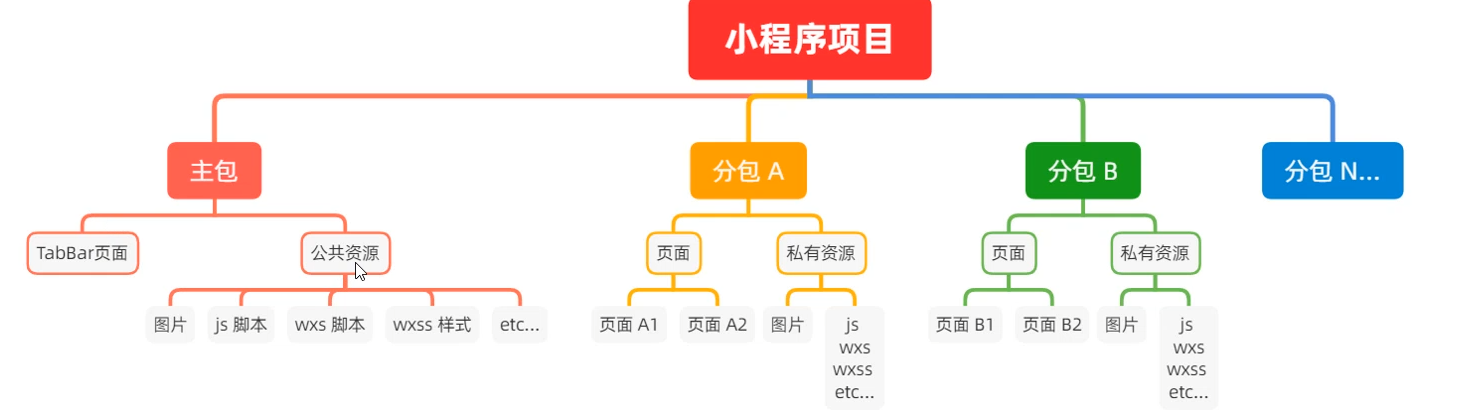 小程序项目
主包
分包 A
分包 B
分包 N...
TabBar页面
公共资源
页面
私有资源
页面
私有资源
图片
js 脚本
wxs 脚本
wxss 样式
etc...
页面 A1
页面 A2
图片
js
wxs
wxss
etc...
页面 B1
页面 B2
图片
js
wxs
wxss
etc...